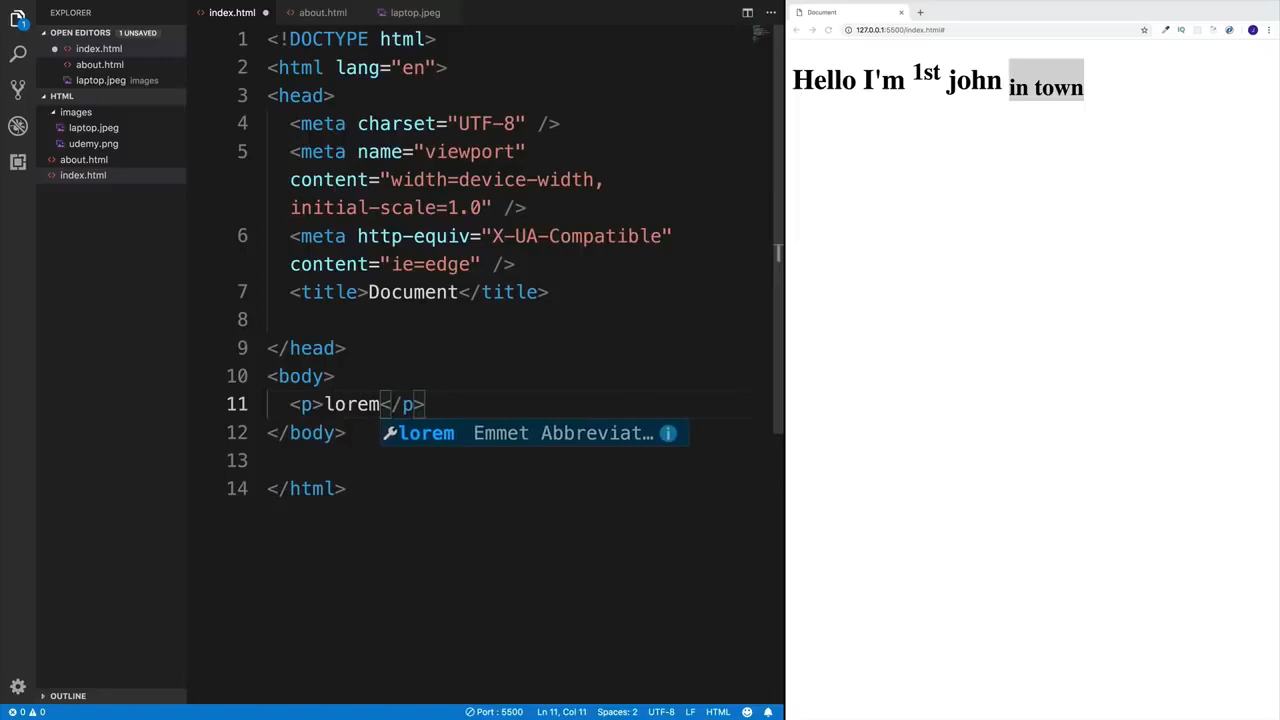 EXPLORER
OPEN EDITORS 1 UNSAVED
index.html
about.html
laptop.jpeg images
HTML
images
laptop.jpeg
udemy.png
about.html
index.html
OUTLINE
index.html
about.html
laptop.jpeg
1 <!DOCTYPE html>
2 <html lang="en">
3 <head>
4 <meta charset="UTF-8" />
5 <meta name="viewport"
content="width=device-width,
initial-scale=1.0" />
6 <meta http-equiv="X-UA-Compatible"
content="ie=edge" />
7 <title>Document</title>
8
9 </head>
10 <body>
11 <p>lorem</p>
lorem Emmet Abbreviat…
12 </body>
13
14 </html>
0 0
Port : 5500
Ln 11, Col 11
Spaces: 2
UTF-8
LF
HTML
Document
127.0.0.1:5500/index.html#
Hello I'm 1st john in town